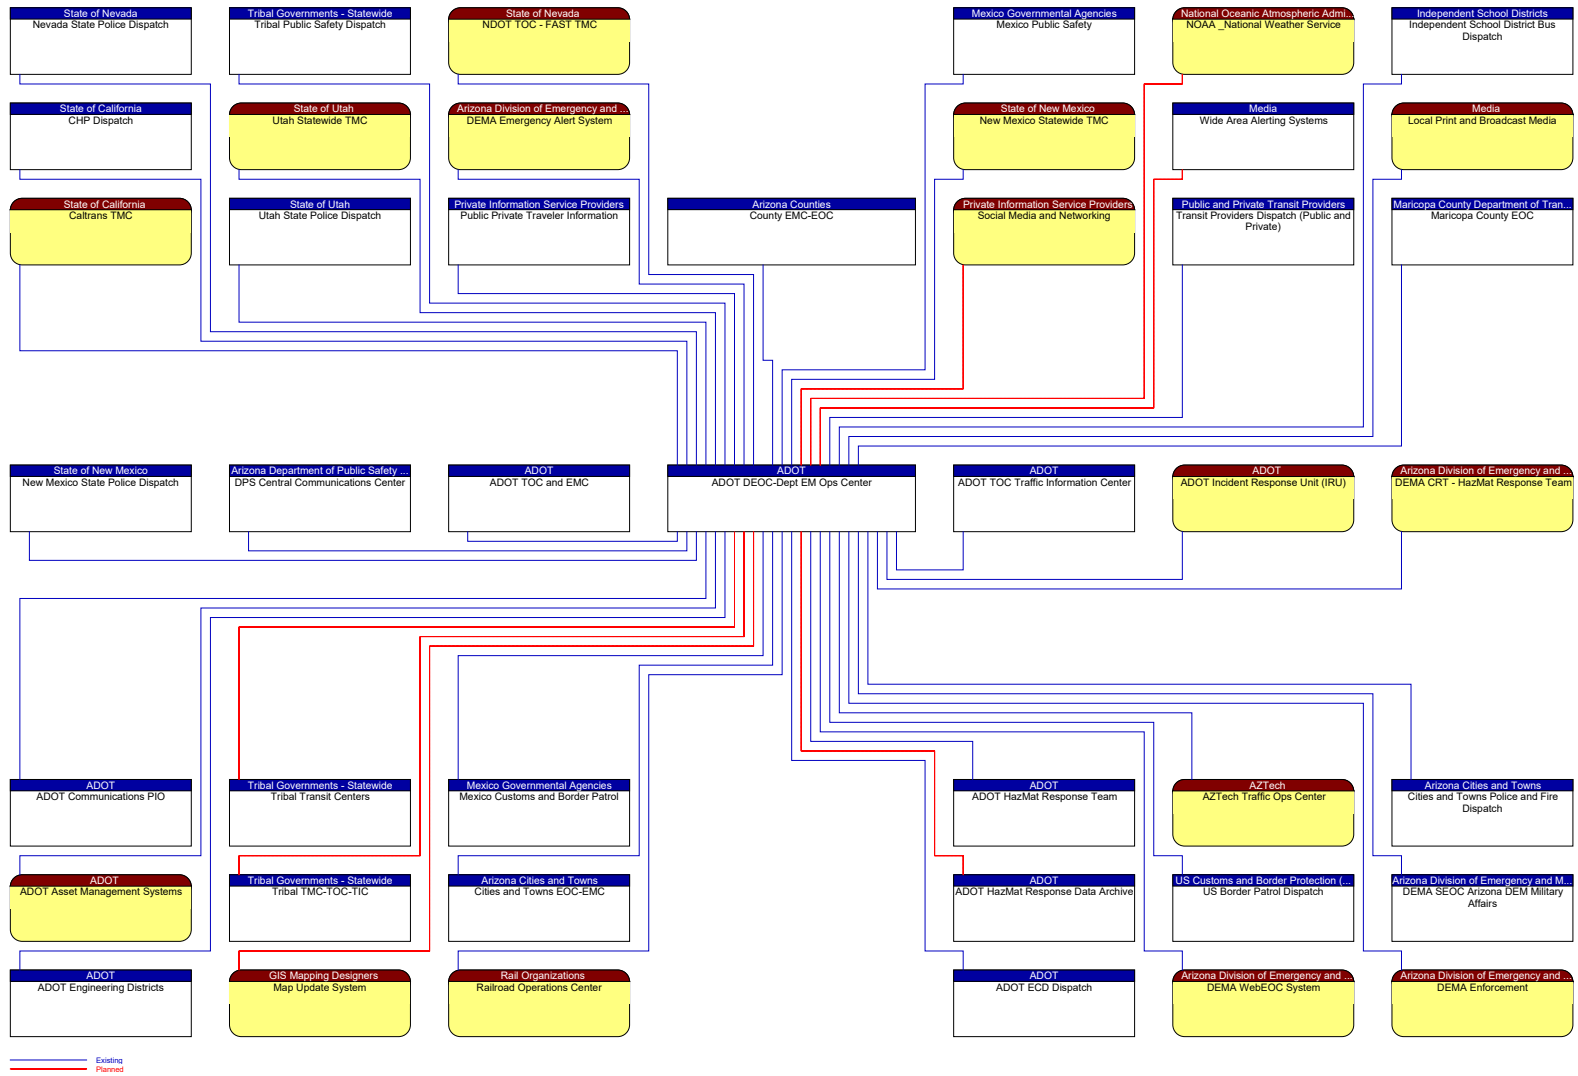 State of Nevada
Nevada State Police Dispatch
Tribal Governments - Statewide
Tribal Public Safety Dispatch
State of Nevada
NDOT TOC - FAST TMC
Mexico Governmental Agencies
Mexico Public Safety
National Oceanic Atmospheric Admi...
NOAA _National Weather Service
Independent School Districts
Independent School District Bus
Dispatch
State of California
CHP Dispatch
State of Utah
Utah Statewide TMC
Arizona Division of Emergency and ...
DEMA Emergency Alert System
State of New Mexico
New Mexico Statewide TMC
Media
Wide Area Alerting Systems
Media
Local Print and Broadcast Media
State of California
Caltrans TMC
State of Utah
Utah State Police Dispatch
Private Information Service Providers
Public Private Traveler Information
Arizona Counties
County EMC-EOC
Private Information Service Providers
Social Media and Networking
Public and Private Transit Providers
Transit Providers Dispatch (Public and
Private)
Maricopa County Department of Tran...
Maricopa County EOC
State of New Mexico
New Mexico State Police Dispatch
Arizona Department of Public Safety ...
DPS Central Communications Center
ADOT
ADOT TOC and EMC
ADOT
ADOT DEOC-Dept EM Ops Center
ADOT
ADOT TOC Traffic Information Center
ADOT
ADOT Incident Response Unit (IRU)
Arizona Division of Emergency and ...
DEMA CRT - HazMat Response Team
ADOT
ADOT Communications PIO
Tribal Governments - Statewide
Tribal Transit Centers
Mexico Governmental Agencies
Mexico Customs and Border Patrol
ADOT
ADOT HazMat Response Team
AZTech
AZTech Traffic Ops Center
Arizona Cities and Towns
Cities and Towns Police and Fire
Dispatch
ADOT
ADOT Asset Management Systems
Tribal Governments - Statewide
Tribal TMC-TOC-TIC
Arizona Cities and Towns
Cities and Towns EOC-EMC
ADOT
ADOT HazMat Response Data Archive
US Customs and Border Protection (...
US Border Patrol Dispatch
Arizona Division of Emergency and M...
DEMA SEOC Arizona DEM Military
Affairs
ADOT
ADOT Engineering Districts
GIS Mapping Designers
Map Update System
Rail Organizations
Railroad Operations Center
ADOT
ADOT ECD Dispatch
Arizona Division of Emergency and ...
DEMA WebEOC System
Arizona Division of Emergency and ...
DEMA Enforcement
Existing
Planned